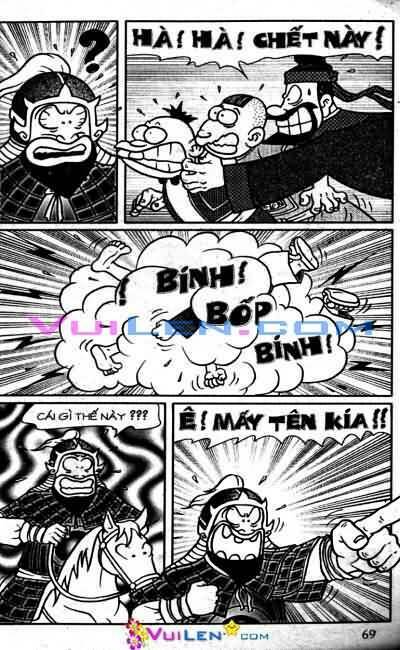 ?
HÀ! HÀ! CHẾT NÀY!
! BÍNH!
BỐP
BÍNH!
VuiLen.com
CÁI GÌ THẾ NÀY ???
Ê! MẤY TÊN KÍA!!
VuiLen.com
69